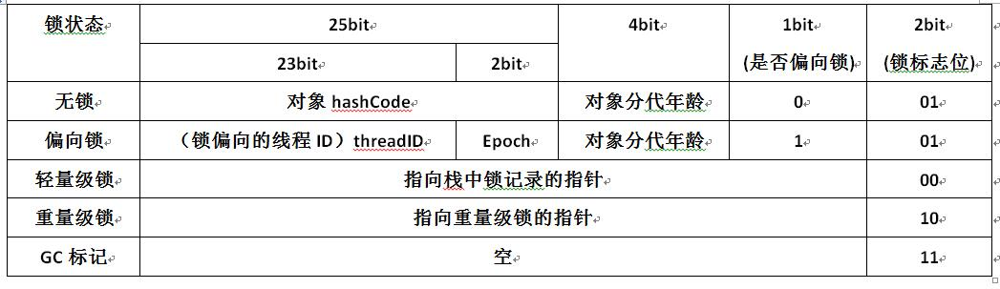 锁状态 25bit 4bit 1bit 2bit
23bit 2bit (是否偏向锁) (锁标志位)
无锁 对象 hashCode 对象分代年龄 0 01
偏向锁 （锁偏向的线程 ID）threadID Epoch 对象分代年龄 1 01
轻量级锁 指向栈中锁记录的指针 00
重量级锁 指向重量级锁的指针 10
GC 标记 空 11